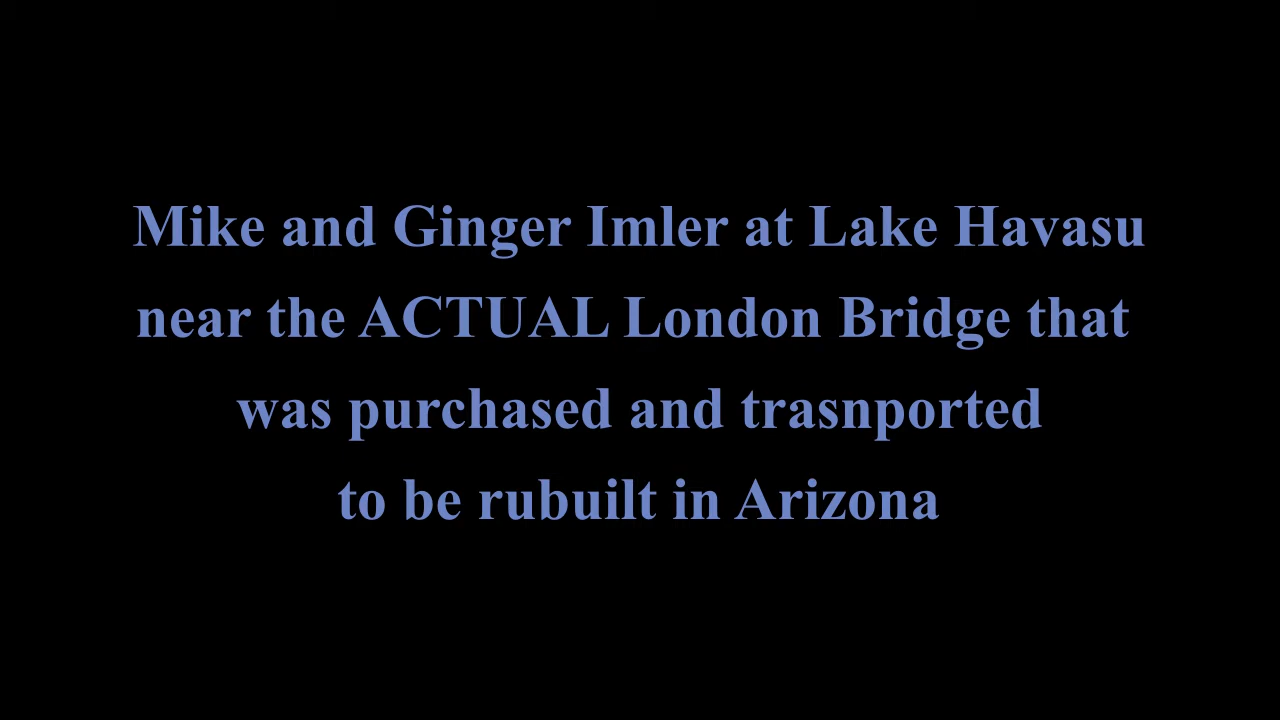 Mike and Ginger Imler at Lake Havasu
near the ACTUAL London Bridge that
was purchased and trasnported
to be rubuilt in Arizona